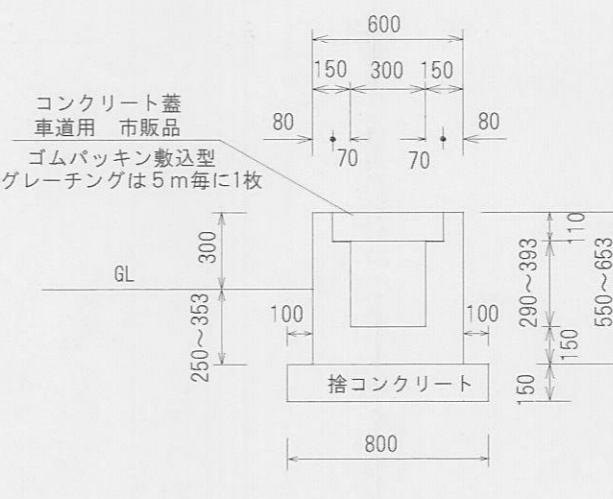 600
150 300 150
コンクリート蓋
車道用 市販品
80 80
70 70
ゴムパッキン敷込型
グレーチングは5m毎に1枚
300
110
GL
290~393
550~653
250~353
100 100
150
捨コンクリート
150
800